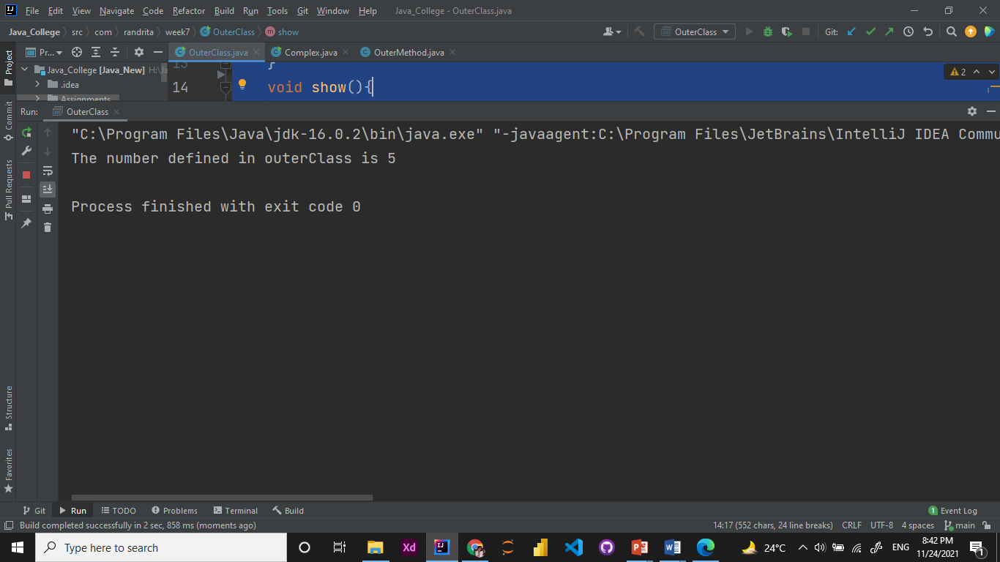 File Edit View Navigate Code Refactor Build Run Tools Git Window Help Java_College - OuterClass.java
Java_College src com randrita week7 OuterClass show OuterClass Git:
Project Pr... OuterClass.java Complex.java OuterMethod.java
Java_College [Java_New] H:\Ja
.idea
Assignments
13 }
14 void show(){
2
Run: OuterClass
Commit
Pull Requests
Structure
Favorites
"C:\Program Files\Java\jdk-16.0.2\bin\java.exe" "-javaagent:C:\Program Files\JetBrains\IntelliJ IDEA Commu
The number defined in outerClass is 5
Process finished with exit code 0
Git Run TODO Problems Terminal Build 1 Event Log
Build completed successfully in 2 sec, 858 ms (moments ago) 14:17 (552 chars, 24 line breaks) CRLF UTF-8 4 spaces main
Type here to search Xd 24°C ENG 8:42 PM
11/24/2021 1